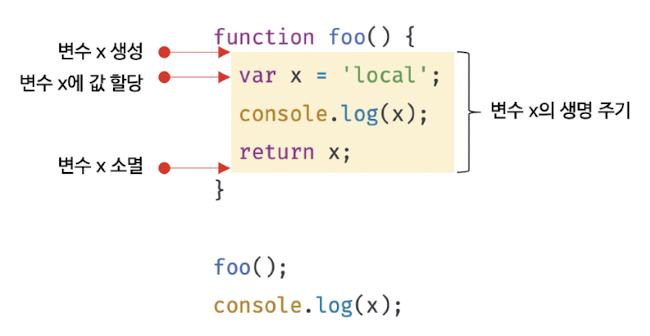 function foo() {
변수 x 생성
변수 x에 값 할당
var x = 'local';
console.log(x);
변수 x의 생명 주기
return x;
변수 x 소멸
}
foo();
console.log(x);